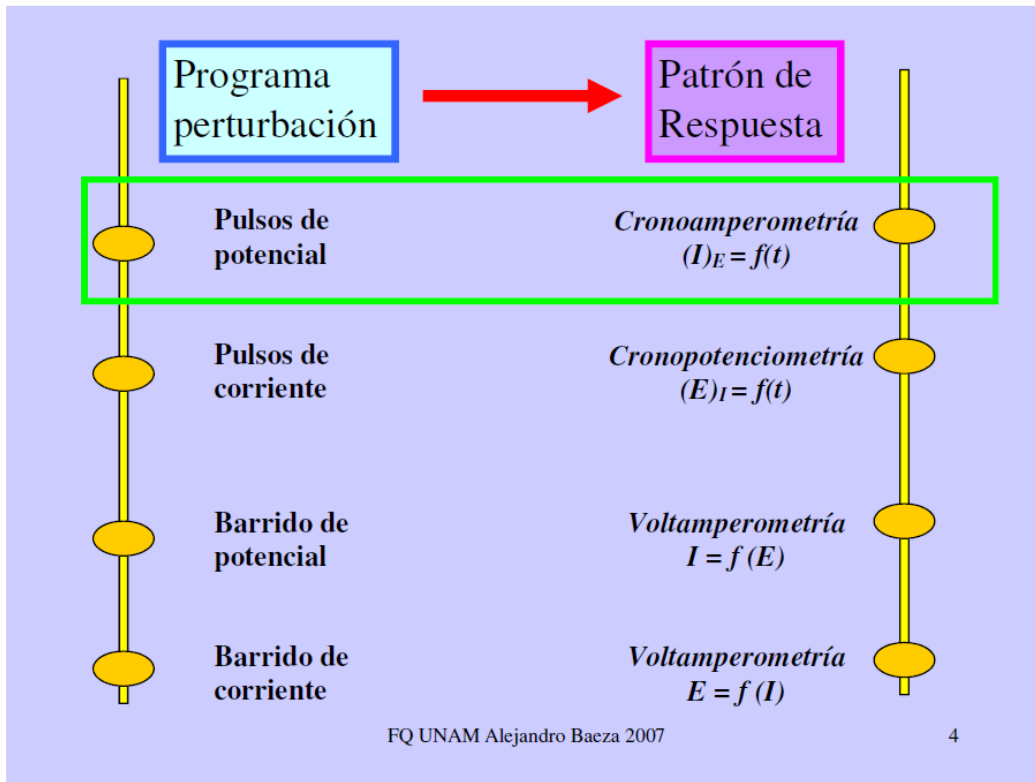 Programa
perturbación
Patrón de
Respuesta
Pulsos de
potencial
Cronoamperometría
(I)E = f(t)
Pulsos de
corriente
Cronopotenciometría
(E)I = f(t)
Barrido de
potencial
Voltamperometría
I = f (E)
Barrido de
corriente
Voltamperometría
E = f (I)
FQ UNAM Alejandro Baeza 2007
4